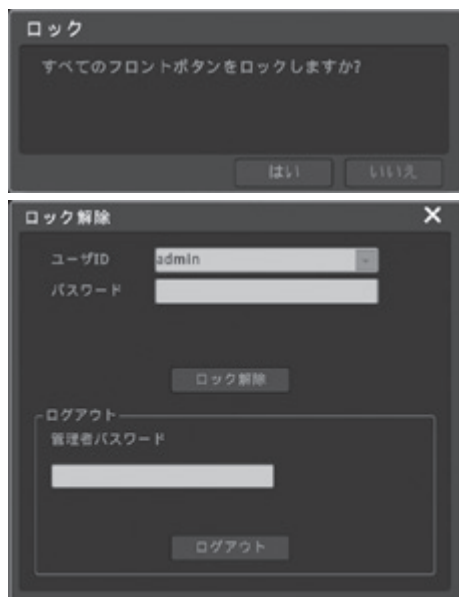 ロック
すべてのフロントボタンをロックしますか?
はい
いいえ
ロック解除
ユーザID
admin
パスワード
ロック解除
ログアウト
管理者パスワード
ログアウト